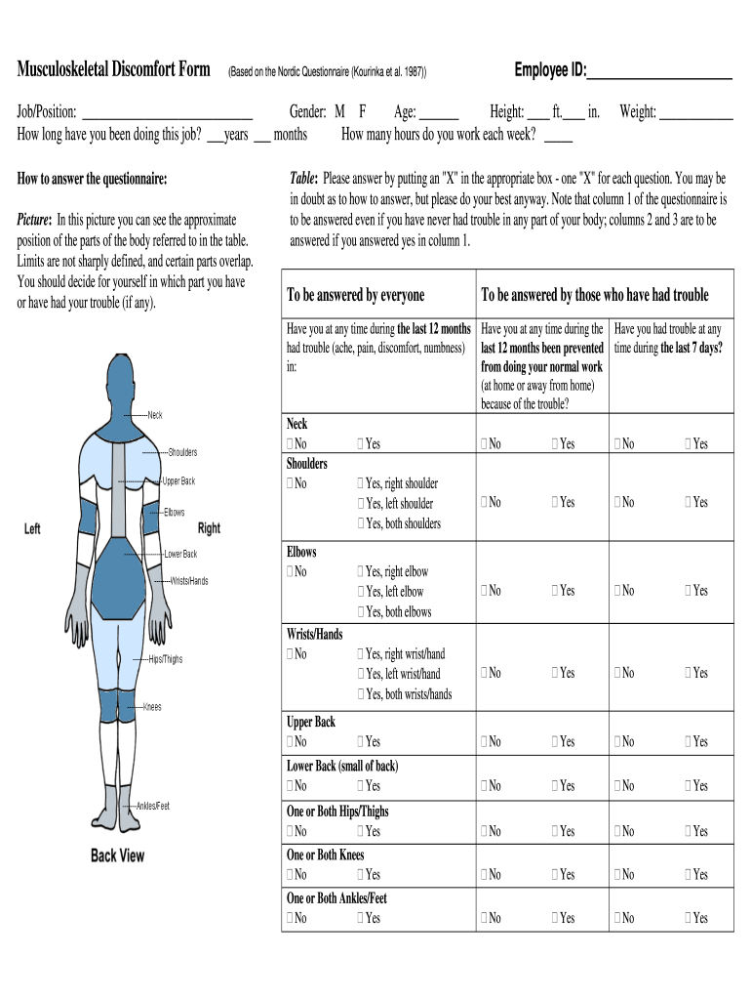 Musculoskeletal Discomfort Form (Based on the Nordic Questionnaire (Kourinka et al. 1987)) Employee ID:____________________
Job/Position: ________________________ Gender: M F Age: ______ Height: ___ ft.___ in. Weight: __________
How long have you been doing this job? ___years ___ months How many hours do you work each week? ____
How to answer the questionnaire:
Picture: In this picture you can see the approximate
position of the parts of the body referred to in the table.
Limits are not sharply defined, and certain parts overlap.
You should decide for yourself in which part you have
or have had your trouble (if any).
Neck
Shoulders
Upper Back
Elbows
Left
Right
Lower Back
Wrists/Hands
Hips/Thighs
Knees
Ankles/Feet
Back View
Table: Please answer by putting an "X" in the appropriate box - one "X" for each question. You may be
in doubt as to how to answer, but please do your best anyway. Note that column 1 of the questionnaire is
to be answered even if you have never had trouble in any part of your body; columns 2 and 3 are to be
answered if you answered yes in column 1.
To be answered by everyone
To be answered by those who have had trouble
Have you at any time during the last 12 months
had trouble (ache, pain, discomfort, numbness)
in:
Have you at any time during the
last 12 months been prevented
from doing your normal work
(at home or away from home)
because of the trouble?
Have you had trouble at any
time during the last 7 days?
Neck
No Yes No Yes No Yes
Shoulders
No Yes, right shoulder
Yes, left shoulder No Yes No Yes
Yes, both shoulders
Elbows
No Yes, right elbow
Yes, left elbow No Yes No Yes
Yes, both elbows
Wrists/Hands
No Yes, right wrist/hand
Yes, left wrist/hand No Yes No Yes
Yes, both wrists/hands
Upper Back
No Yes No Yes No Yes
Lower Back (small of back)
No Yes No Yes No Yes
One or Both Hips/Thighs
No Yes No Yes No Yes
One or Both Knees
No Yes No Yes No Yes
One or Both Ankles/Feet
No Yes No Yes No Yes